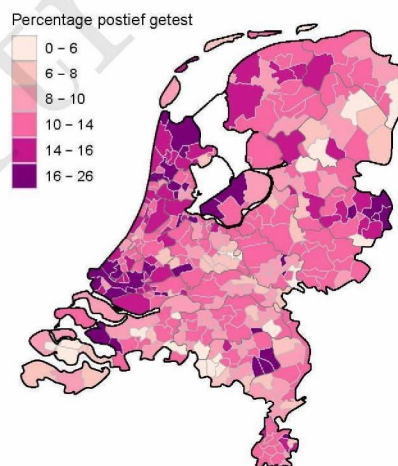 Percentage postief getest
0 – 6
6 – 8
8 – 10
10 – 14
14 – 16
16 – 26